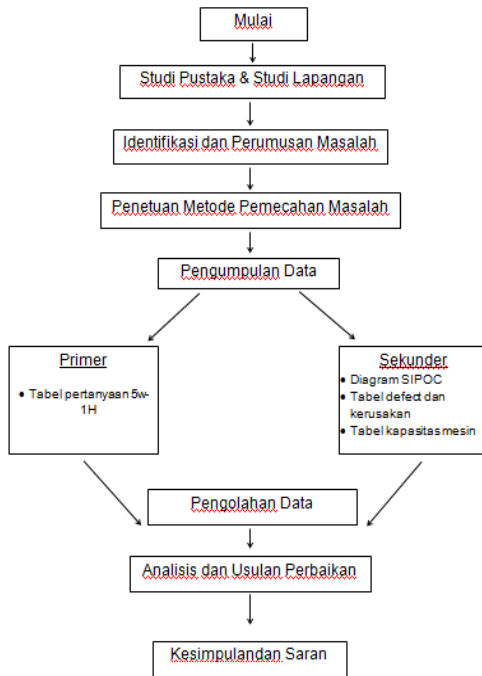 Mulai
Studi Pustaka & Studi Lapangan
Identifikasi dan Perumusan Masalah
Penetuan Metode Pemecahan Masalah
Pengumpulan Data
Primer
• Tabel pertanyaan 5w-
1H
Sekunder
• Diagram SIPOC
• Tabel defect dan
kerusakan
• Tabel kapasitas mesin
Pengolahan Data
Analisis dan Usulan Perbaikan
Kesimpulandan Saran